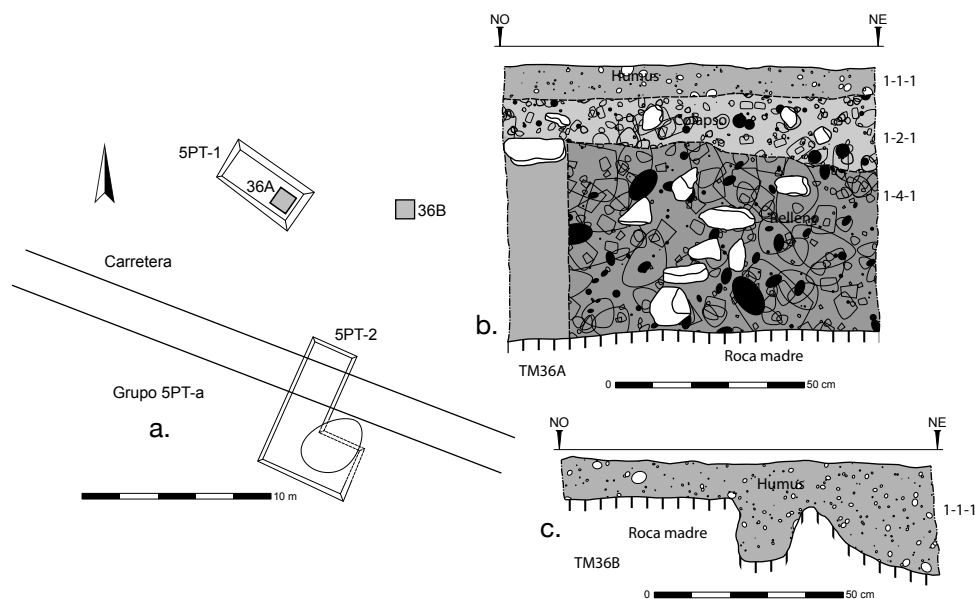 5PT-1
36A
36B
Carretera
5PT-2
Grupo 5PT-a
a.
10 m
NO
NE
Humus
1-1-1
Colapso
1-2-1
1-4-1
Relleno
b.
Roca madre
TM36A
0
50 cm
NO
NE
Humus
1-1-1
c.
Roca madre
TM36B
0
50 cm